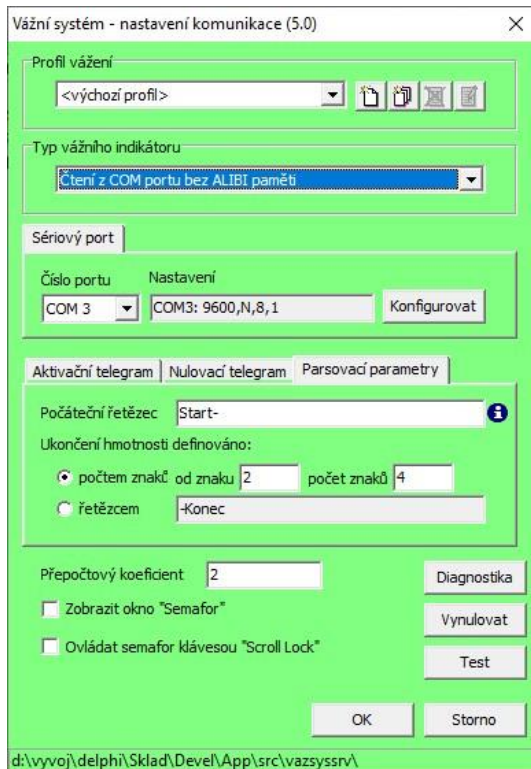 Vážní systém - nastavení komunikace (5.0)
Profil vážení
<výchozí profil>
Typ vážního indikátoru
Čtení z COM portu bez ALIBI paměti
Sériový port
Číslo portu Nastavení
COM 3 COM3: 9600,N,8,1 Konfigurovat
Aktivační telegram Nulovací telegram Parsovací parametry
Počáteční řetězec Start-
Ukončení hmotnosti definováno:
počtem znaků od znaku 2 počet znaků 4
řetězcem -Konec
Přepočtový koeficient 2 Diagnostika
Zobrazit okno "Semafor" Vynulovat
Ovládat semafor klávesou "Scroll Lock" Test
OK Storno
d:\vyvoj\delphi\Sklad\Devel\App\src\vazsyssrv\